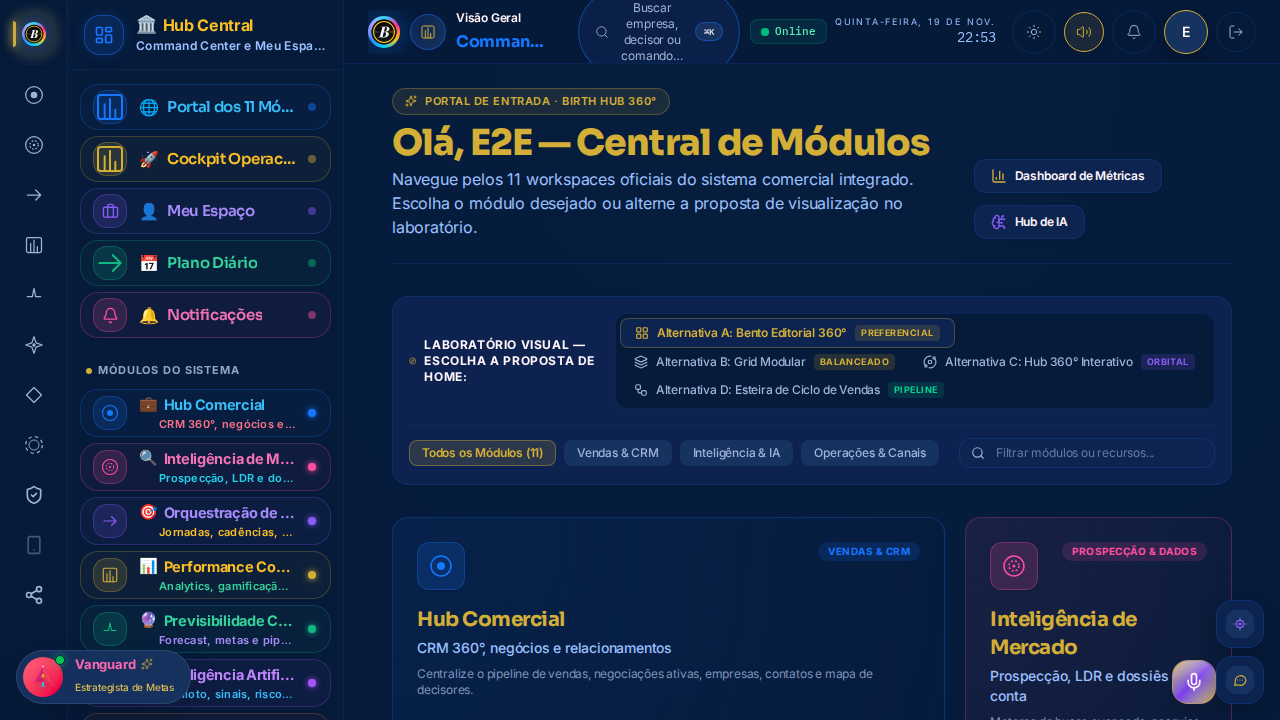 B
🏛️ Hub Central
Command Center e Meu Espa...
🌐 Portal dos 11 Mó...
🚀 Cockpit Operac...
👤 Meu Espaço
📅 Plano Diário
🔔 Notificações
MÓDULOS DO SISTEMA
💼 Hub Comercial
CRM 360°, negócios e...
🔍 Inteligência de M...
Prospecção, LDR e do...
🎯 Orquestração de ...
Jornadas, cadências, ...
📊 Performance Co...
Analytics, gamificaçã...
🔮 Previsibilidade C...
Forecast, metas e pip...
Vanguard
Estrategista de Metas
B
Visão Geral
Comman...
Buscar
empresa,
decisor ou
comando...
⌘K
Online
QUINTA-FEIRA, 19 DE NOV.
22:53
E
PORTAL DE ENTRADA · BIRTH HUB 360°
Olá, E2E — Central de Módulos
Navegue pelos 11 workspaces oficiais do sistema comercial integrado.
Escolha o módulo desejado ou alterne a proposta de visualização no
laboratório.
Dashboard de Métricas
Hub de IA
LABORATÓRIO VISUAL —
ESCOLHA A PROPOSTA DE
HOME:
Alternativa A: Bento Editorial 360° PREFERENCIAL
Alternativa B: Grid Modular BALANCEADO Alternativa C: Hub 360° Interativo ORBITAL
Alternativa D: Esteira de Ciclo de Vendas PIPELINE
Todos os Módulos (11) Vendas & CRM Inteligência & IA Operações & Canais Filtrar módulos ou recursos...
VENDAS & CRM
Hub Comercial
CRM 360°, negócios e relacionamentos
Centralize o pipeline de vendas, negociações ativas, empresas, contatos e mapa de
decisores.
PROSPECÇÃO & DADOS
Inteligência de
Mercado
Prospecção, LDR e dossiês
conta